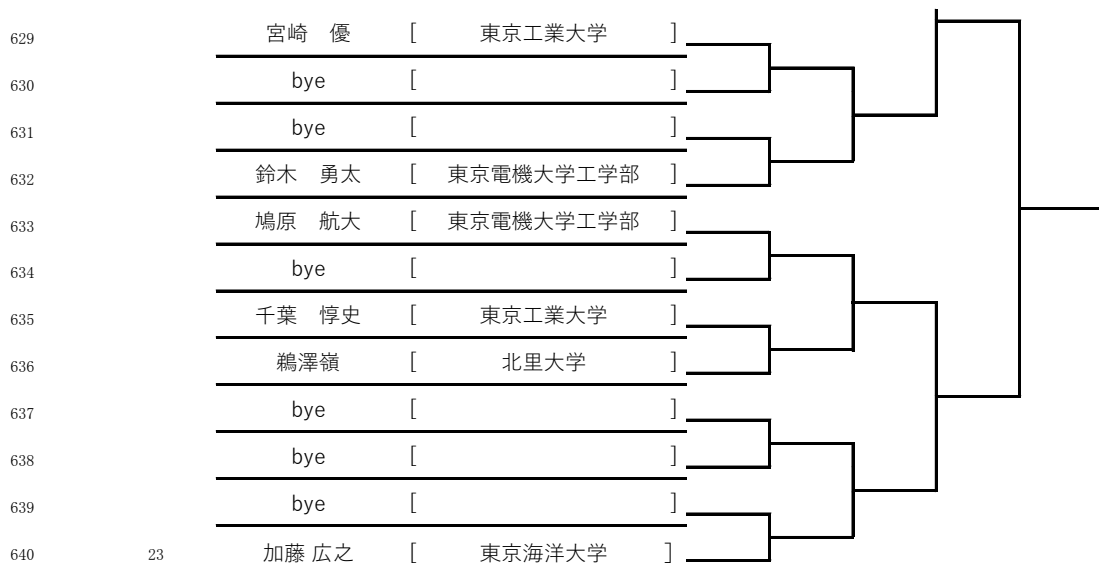 629 宮崎 優 [ 東京工業大学 ]
630 bye [ ]
631 bye [ ]
632 鈴木 勇太 [ 東京電機大学工学部 ]
633 鳩原 航大 [ 東京電機大学工学部 ]
634 bye [ ]
635 千葉 惇史 [ 東京工業大学 ]
636 鵜澤嶺 [ 北里大学 ]
637 bye [ ]
638 bye [ ]
639 bye [ ]
640 23 加藤 広之 [ 東京海洋大学 ]